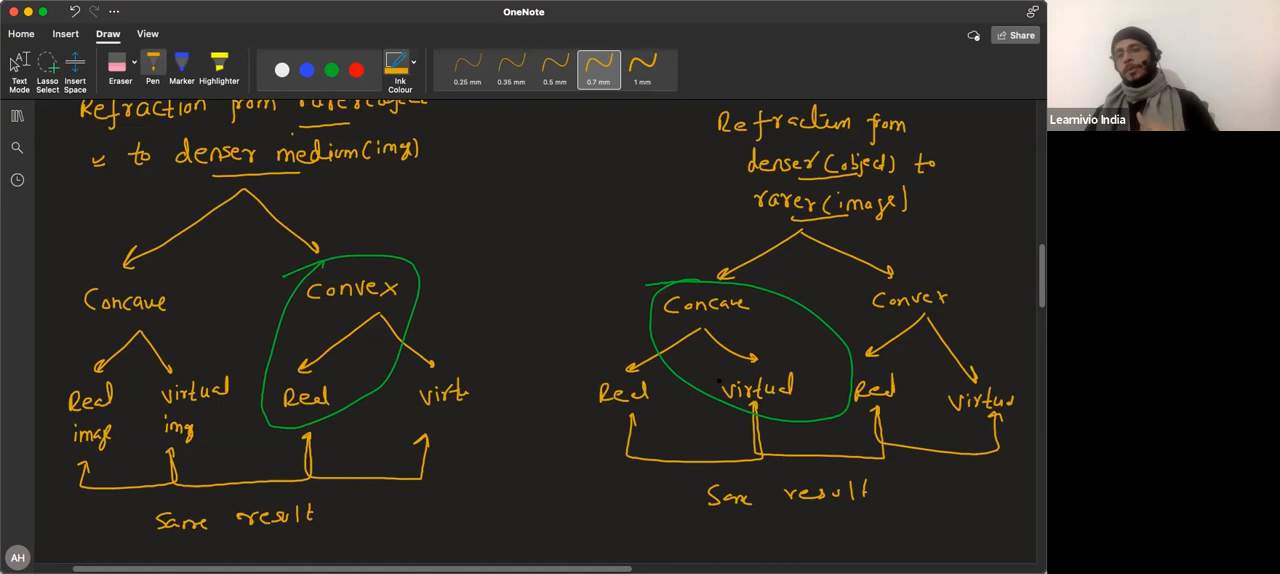 OneNote
Home Insert Draw View
Share
Text Mode
Lasso Select
Insert Space
Eraser
Pen
Marker
Highlighter
Ink Colour
0.25 mm
0.35 mm
0.5 mm
0.7 mm
1 mm
Learnivio India
Refraction from rarer(object
to denser medium(img)
Concave
Convex
Real image
Virtual img
Real
Virt
Same result
Refraction from
denser(object) to
rarer(image)
Concave
Convex
Real
Virtual
Real
Virtual
Same result
AH